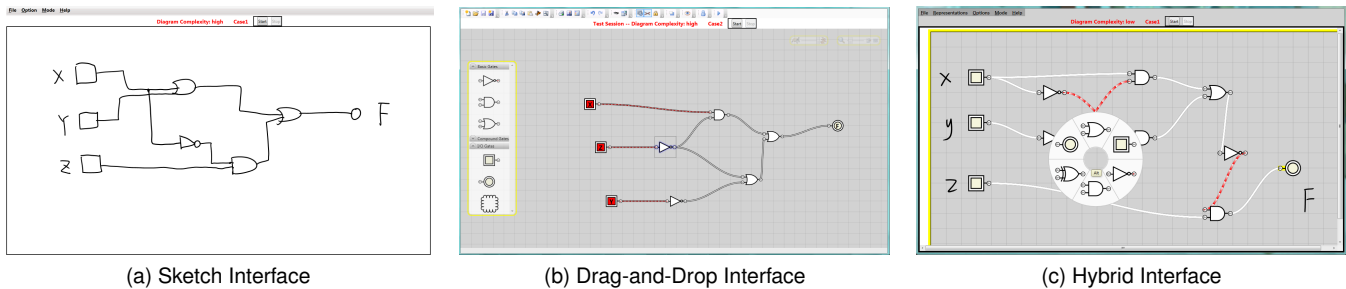 File Option Mode Help
Diagram Complexity: high Case1 Start
X
Y
Z
F
(a) Sketch Interface
Test Session -- Diagram Complexity: high Case2 Start
Basic Gates
Compound Gates
I/O Gates
F
(b) Drag-and-Drop Interface
File Representations Options Mode Help
Diagram Complexity: low Case1 Start
x
y
z
Alt
F
(c) Hybrid Interface